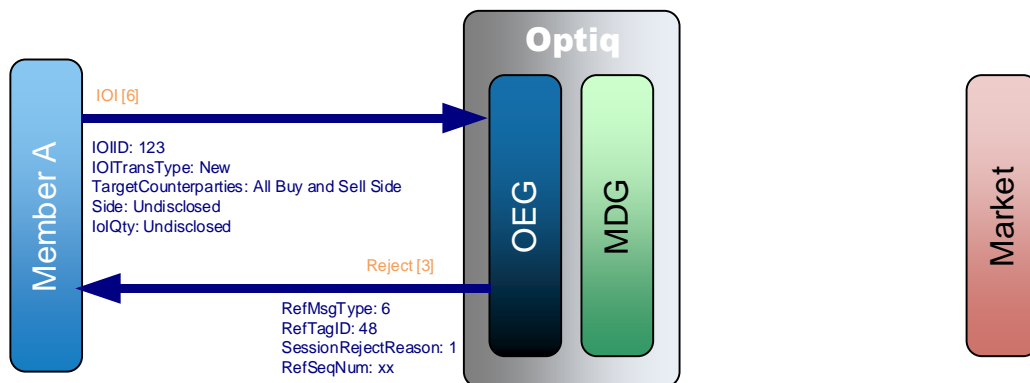 Optiq
Member A
IOI [6]
IOIID: 123
IOITransType: New
TargetCounterparties: All Buy and Sell Side
Side: Undisclosed
IoIQty: Undisclosed
Reject [3]
RefMsgType: 6
RefTagID: 48
SessionRejectReason: 1
RefSeqNum: xx
OEG
MDG
Market